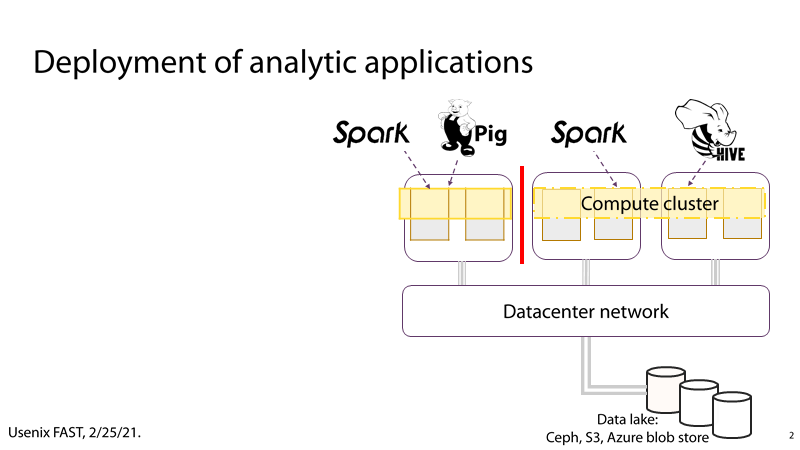 Deployment of analytic applications
Spark
Pig
Spark
HIVE
Compute cluster
Datacenter network
Data lake:
Ceph, S3, Azure blob store
Usenix FAST, 2/25/21.
2